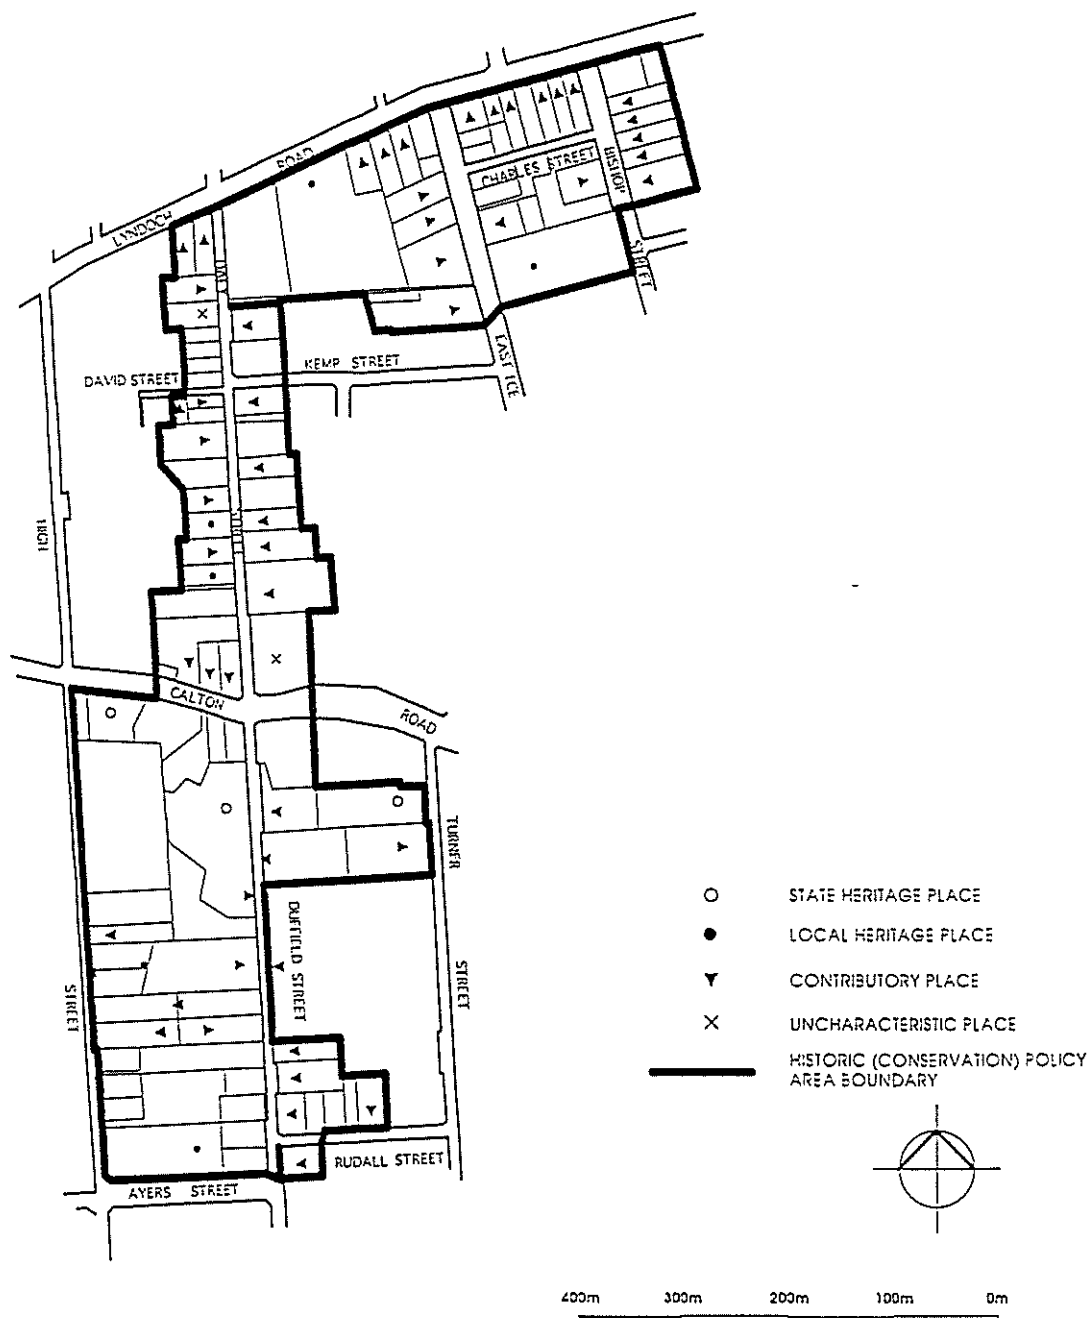 LYNDOCH
ROAD
CHARLES STREET
BISHOP
STREET
DAVID STREET
KEMP STREET
EAST TCE
HIGH
CALTON
ROAD
TURNER
STREET
DUFFIELD STREET
STREET
RUDALL STREET
AYERS STREET
STATE HERITAGE PLACE
LOCAL HERITAGE PLACE
CONTRIBUTORY PLACE
UNCHARACTERISTIC PLACE
HISTORIC (CONSERVATION) POLICY
AREA BOUNDARY
400m 300m 200m 100m 0m